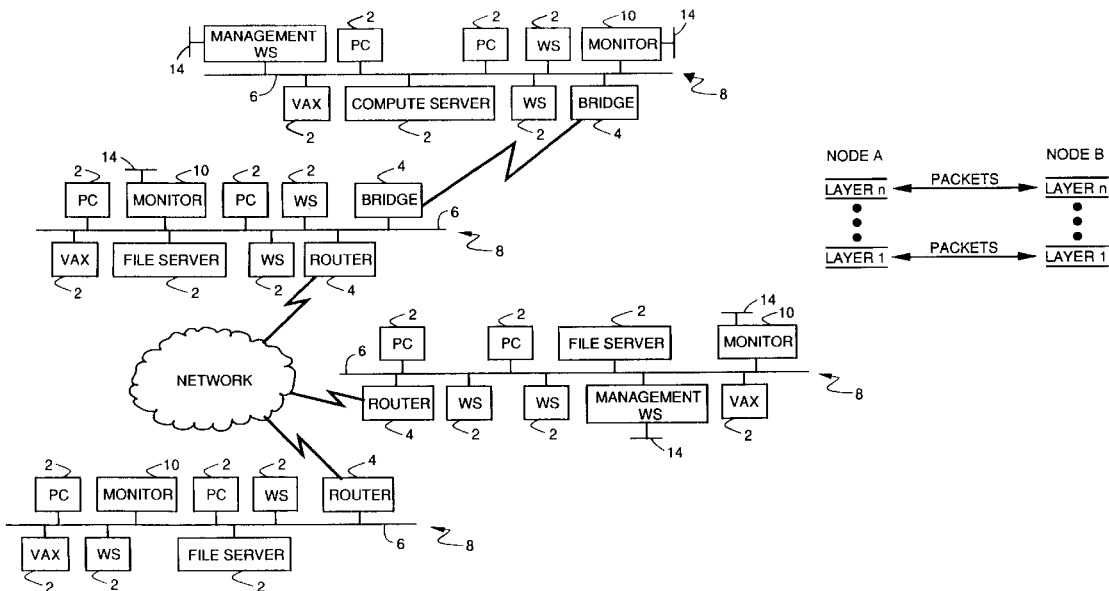 2 2 2 10 14
MANAGEMENT WS PC PC WS MONITOR
14
6 8
VAX COMPUTE SERVER WS BRIDGE
2 2 2 4
14
2 10 2 2 4
PC MONITOR PC WS BRIDGE
6
8
VAX FILE SERVER WS ROUTER
2 2 2 4
NODE A NODE B
LAYER n PACKETS LAYER n
LAYER 1 PACKETS LAYER 1
NETWORK
14
2 2 2 10
PC PC FILE SERVER MONITOR
6
8
ROUTER WS WS MANAGEMENT WS VAX
4 2 2 14 2
2 10 2 2 4
PC MONITOR PC WS ROUTER
6 8
VAX WS FILE SERVER
2 2 2